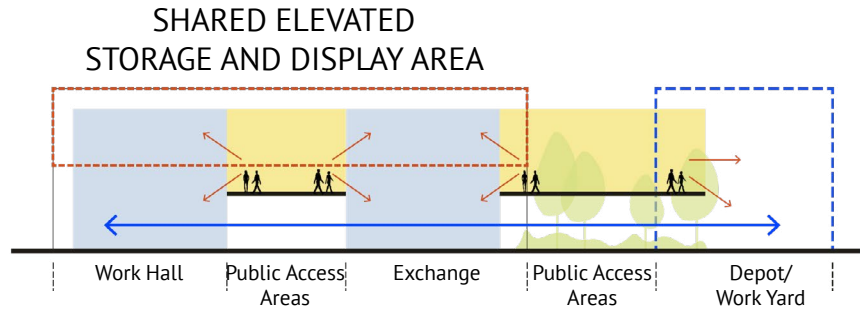 SHARED ELEVATED
STORAGE AND DISPLAY AREA
Work Hall
Public Access
Areas
Exchange
Public Access
Areas
Depot/
Work Yard